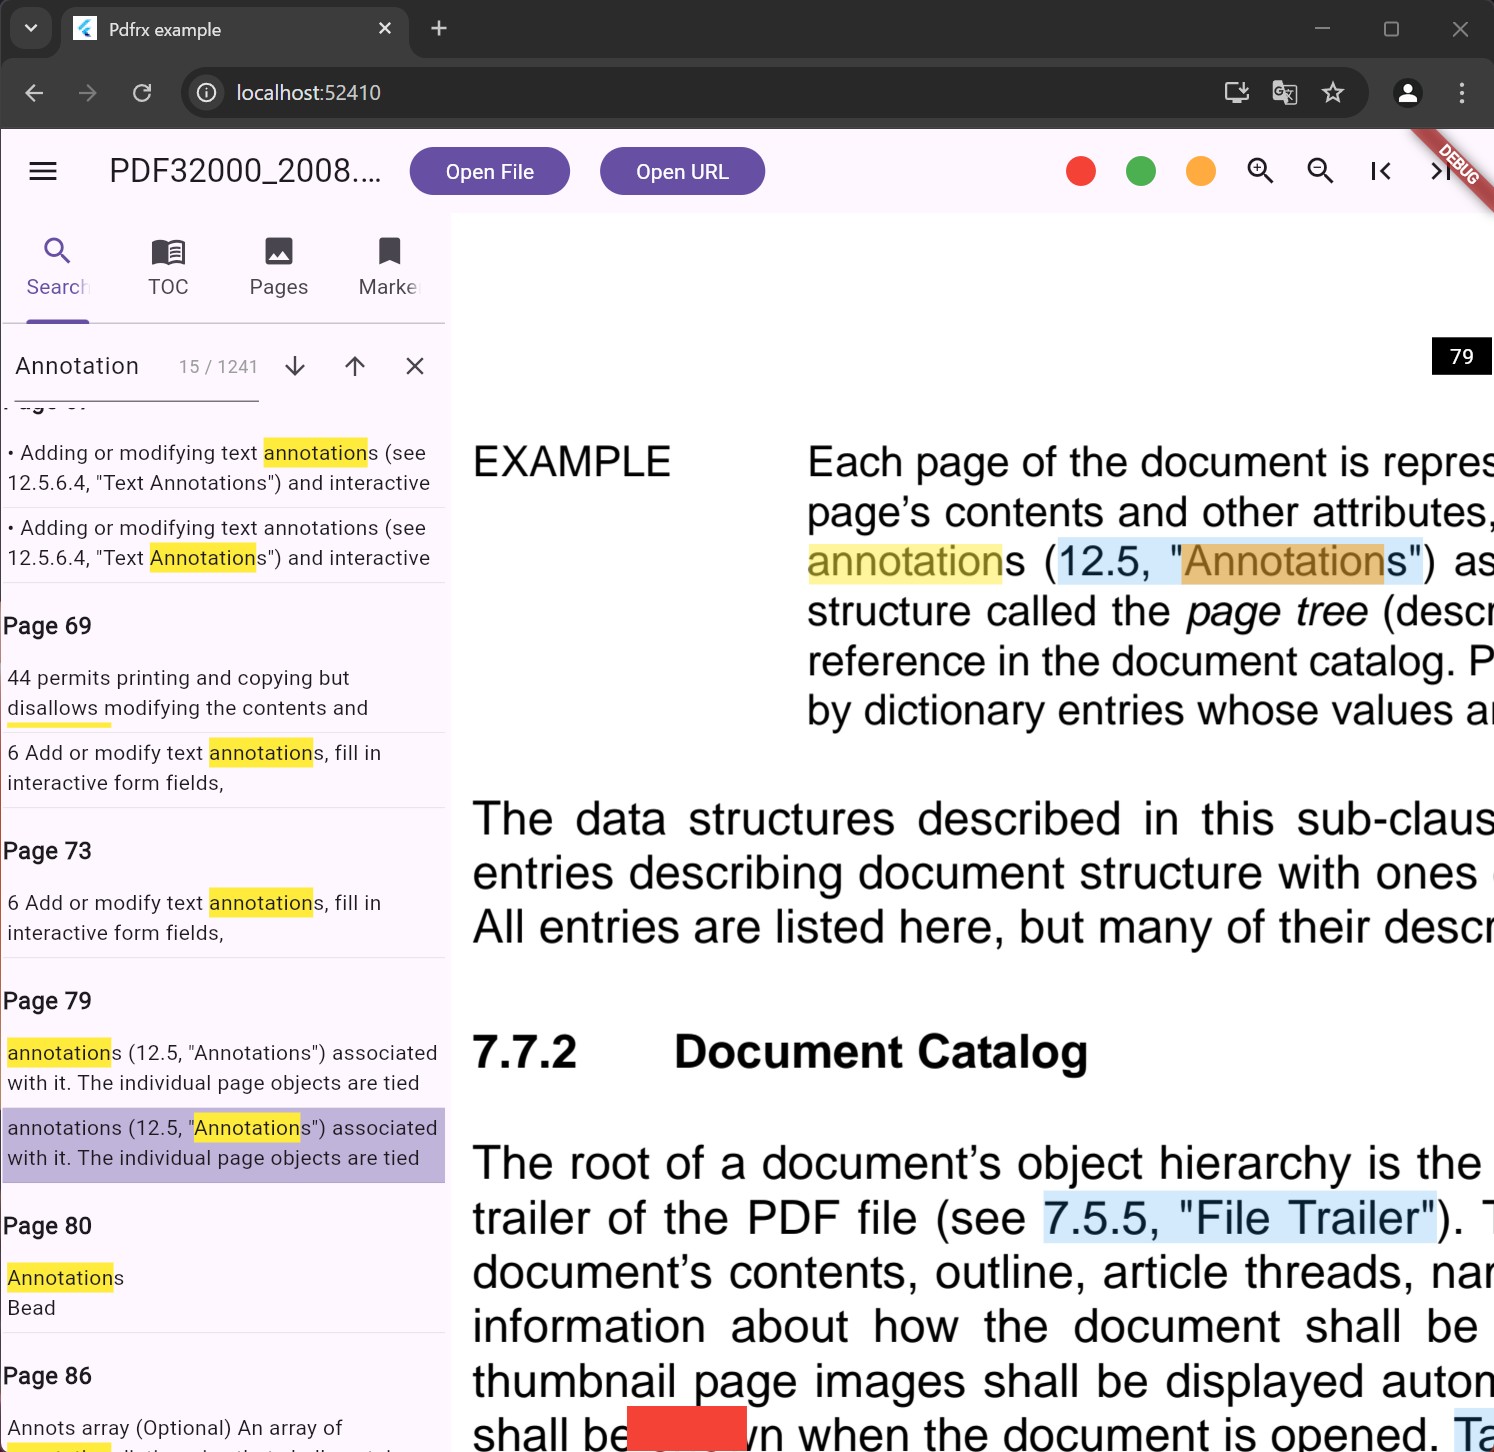 Pdfrx example
localhost:52410
PDF32000_2008.…
Open File
Open URL
DEBUG
Search
TOC
Pages
Marke
Annotation
15 / 1241
• Adding or modifying text annotations (see
12.5.6.4, "Text Annotations") and interactive
• Adding or modifying text annotations (see
12.5.6.4, "Text Annotations") and interactive
Page 69
44 permits printing and copying but
disallows modifying the contents and
6 Add or modify text annotations, fill in
interactive form fields,
Page 73
6 Add or modify text annotations, fill in
interactive form fields,
Page 79
annotations (12.5, "Annotations") associated
with it. The individual page objects are tied
annotations (12.5, "Annotations") associated
with it. The individual page objects are tied
Page 80
Annotations
Bead
Page 86
Annots array (Optional) An array of
79
EXAMPLE
Each page of the document is repres
page’s contents and other attributes,
annotations (12.5, "Annotations") as
structure called the page tree (descr
reference in the document catalog. P
by dictionary entries whose values a
The data structures described in this sub-claus
entries describing document structure with ones
All entries are listed here, but many of their descr
7.7.2 Document Catalog
The root of a document’s object hierarchy is the
trailer of the PDF file (see 7.5.5, "File Trailer"). T
document’s contents, outline, article threads, nar
information about how the document shall be
thumbnail page images shall be displayed auton
shall be wn when the document is opened. Ta